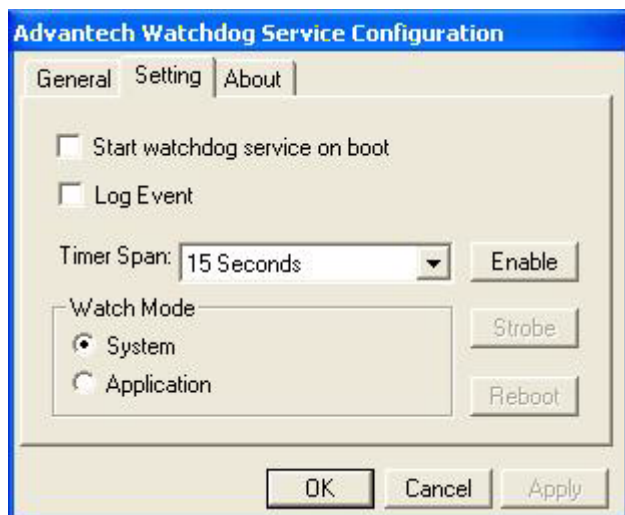 Advantech Watchdog Service Configuration
General Setting About
Start watchdog service on boot
Log Event
Timer Span: 15 Seconds Enable
Watch Mode
System
Application
Strobe
Reboot
OK Cancel Apply